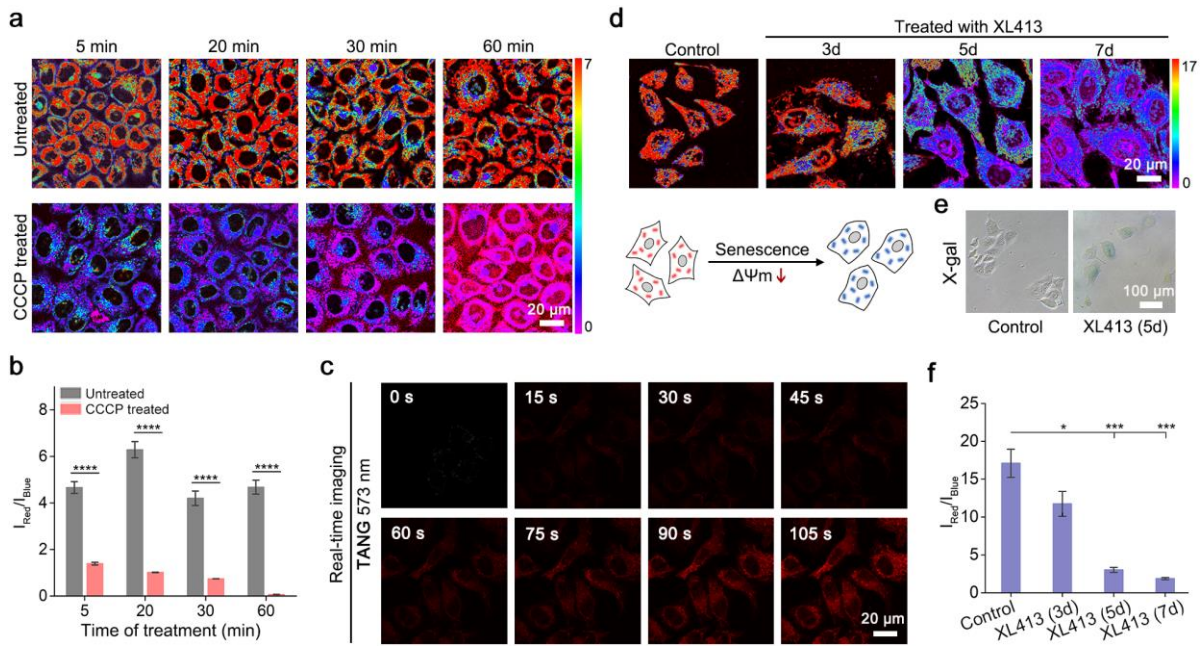 a
5 min 20 min 30 min 60 min
Untreated
7
CCCP treated
20 µm
0
b
Untreated
CCCP treated
I_Red/I_Blue
8
6
4
2
0
****
****
****
****
5 20 30 60
Time of treatment (min)
c
Real-time imaging
TANG 573 nm
0 s 15 s 30 s 45 s
60 s 75 s 90 s 105 s
20 µm
d
Treated with XL413
Control 3d 5d 7d
17
20 µm
0
Senescence
ΔΨm ↓
e
X-gal
100 µm
Control XL413 (5d)
f
I_Red/I_Blue
25
20
15
10
5
0
* *** ***
Control XL413 (3d) XL413 (5d) XL413 (7d)